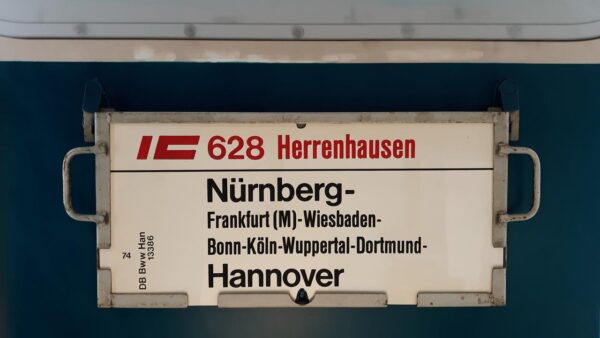 IC 628 Herrenhausen
Nürnberg-
Frankfurt (M)-Wiesbaden-
Bonn-Köln-Wuppertal-Dortmund-
Hannover
74
DB Bww Han
13386